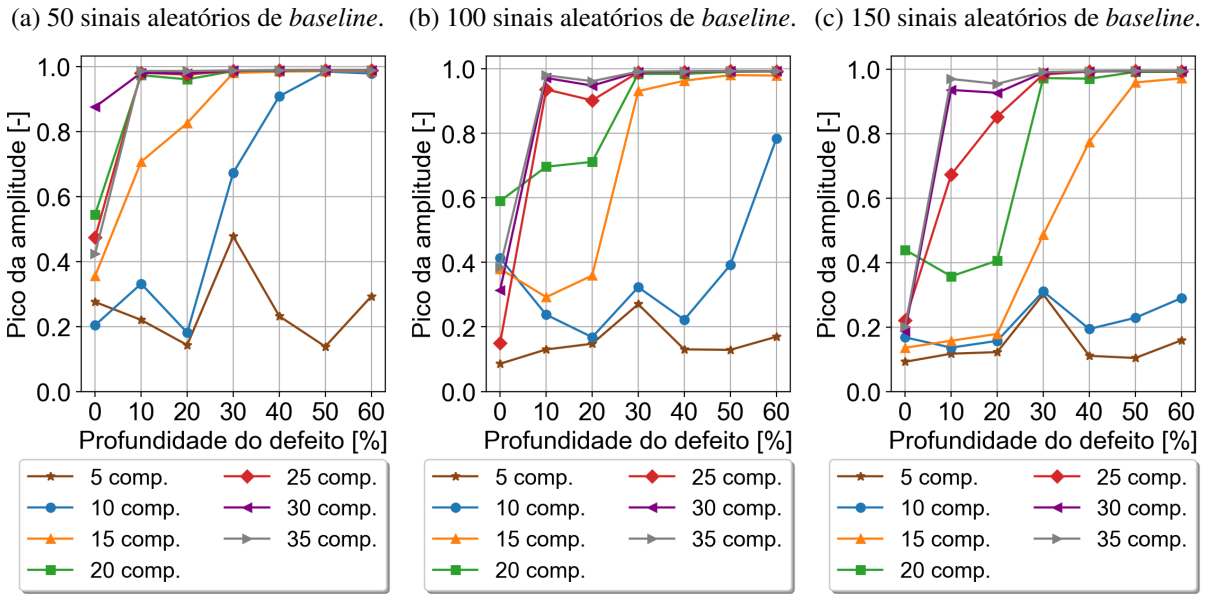 (a) 50 sinais aleatórios de baseline.
Pico da amplitude [-]
1.0
0.8
0.6
0.4
0.2
0.0
0 10 20 30 40 50 60
Profundidade do defeito [%]
5 comp. 25 comp.
10 comp. 30 comp.
15 comp. 35 comp.
20 comp.
(b) 100 sinais aleatórios de baseline.
Pico da amplitude [-]
1.0
0.8
0.6
0.4
0.2
0.0
0 10 20 30 40 50 60
Profundidade do defeito [%]
5 comp. 25 comp.
10 comp. 30 comp.
15 comp. 35 comp.
20 comp.
(c) 150 sinais aleatórios de baseline.
Pico da amplitude [-]
1.0
0.8
0.6
0.4
0.2
0.0
0 10 20 30 40 50 60
Profundidade do defeito [%]
5 comp. 25 comp.
10 comp. 30 comp.
15 comp. 35 comp.
20 comp.